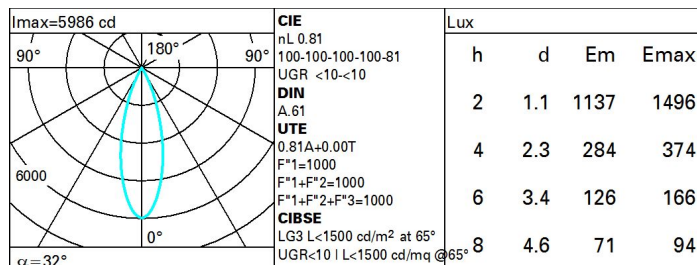 Imax=5986 cd
90° 180° 90°
6000
0°
α=32°
CIE
nL 0.81
100-100-100-100-81
UGR <10-<10
DIN
A.61
UTE
0.81A+0.00T
F"1=1000
F"1+F"2=1000
F"1+F"2+F"3=1000
CIBSE
LG3 L<1500 cd/m² at 65°
UGR<10 | L<1500 cd/mq @65°
Lux
h d Em Emax
2 1.1 1137 1496
4 2.3 284 374
6 3.4 126 166
8 4.6 71 94